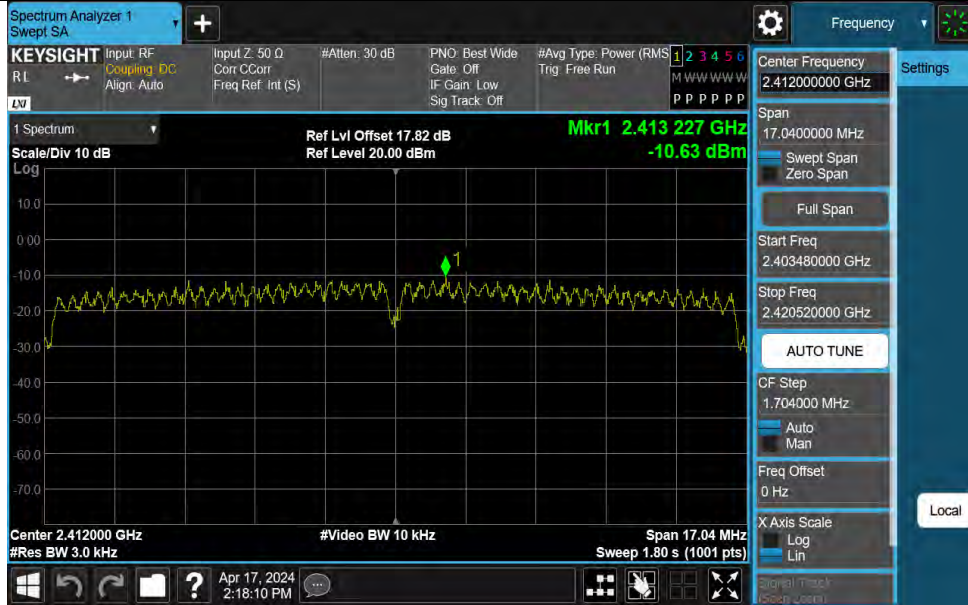 Spectrum Analyzer 1
Swept SA
+
Frequency
KEYSIGHT
RL
LXI
Input: RF
Coupling: DC
Align: Auto
Input Z: 50 Ω
Corr CCorr
Freq Ref: Int (S)
#Atten: 30 dB
PNO: Best Wide
Gate: Off
IF Gain: Low
Sig Track: Off
#Avg Type: Power (RMS
Trig: Free Run
1 2 3 4 5 6
M W W W W W
P P P P P P
1 Spectrum
Scale/Div 10 dB
Ref Lvl Offset 17.82 dB
Ref Level 20.00 dBm
Mkr1 2.413 227 GHz
-10.63 dBm
Log
10.0
0.00
-10.0
-20.0
-30.0
-40.0
-50.0
-60.0
-70.0
1
Center 2.412000 GHz
#Res BW 3.0 kHz
#Video BW 10 kHz
Span 17.04 MHz
Sweep 1.80 s (1001 pts)
Center Frequency
2.412000000 GHz
Settings
Span
17.0400000 MHz
Swept Span
Zero Span
Full Span
Start Freq
2.403480000 GHz
Stop Freq
2.420520000 GHz
AUTO TUNE
CF Step
1.704000 MHz
Auto
Man
Freq Offset
0 Hz
Local
X Axis Scale
Log
Lin
Signal Track
(Span Zoom)
?
Apr 17, 2024
2:18:10 PM